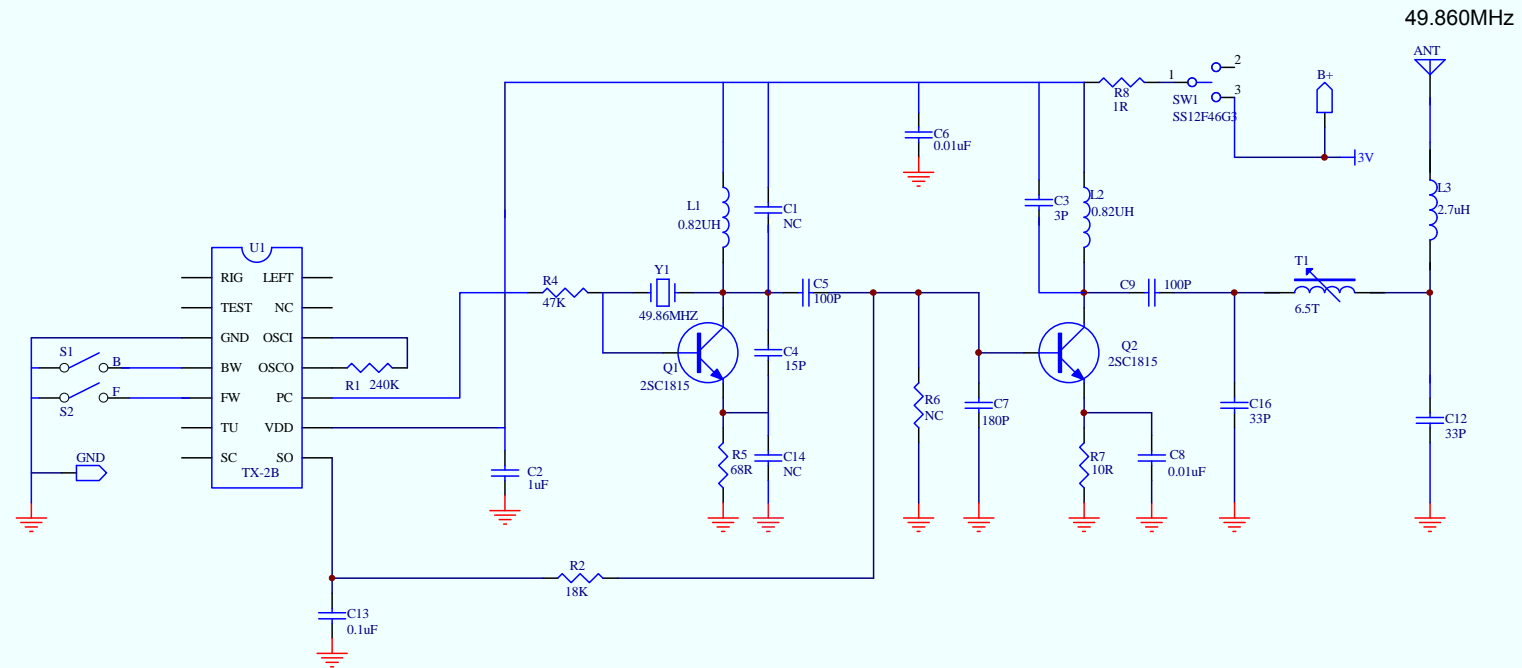 49.860MHz
ANT
2
1
B+
R8
1R
3
SW1
SS12F46G3
C6
0.01uF
3V
L3
2.7uH
L1
0.82UH
C1
NC
C3
3P
L2
0.82UH
U1
RIG
LEFT
TEST
NC
GND
OSCI
BW
OSCO
FW
PC
TU
VDD
SC
SO
TX-2B
S1
B
F
S2
GND
R1 240K
R4
47K
Y1
49.86MHZ
C5
100P
C9
100P
T1
6.5T
Q1
2SC1815
C4
15P
Q2
2SC1815
R6
NC
C7
180P
C16
33P
C12
33P
C2
1uF
R5
68R
C14
NC
R7
10R
C8
0.01uF
R2
18K
C13
0.1uF